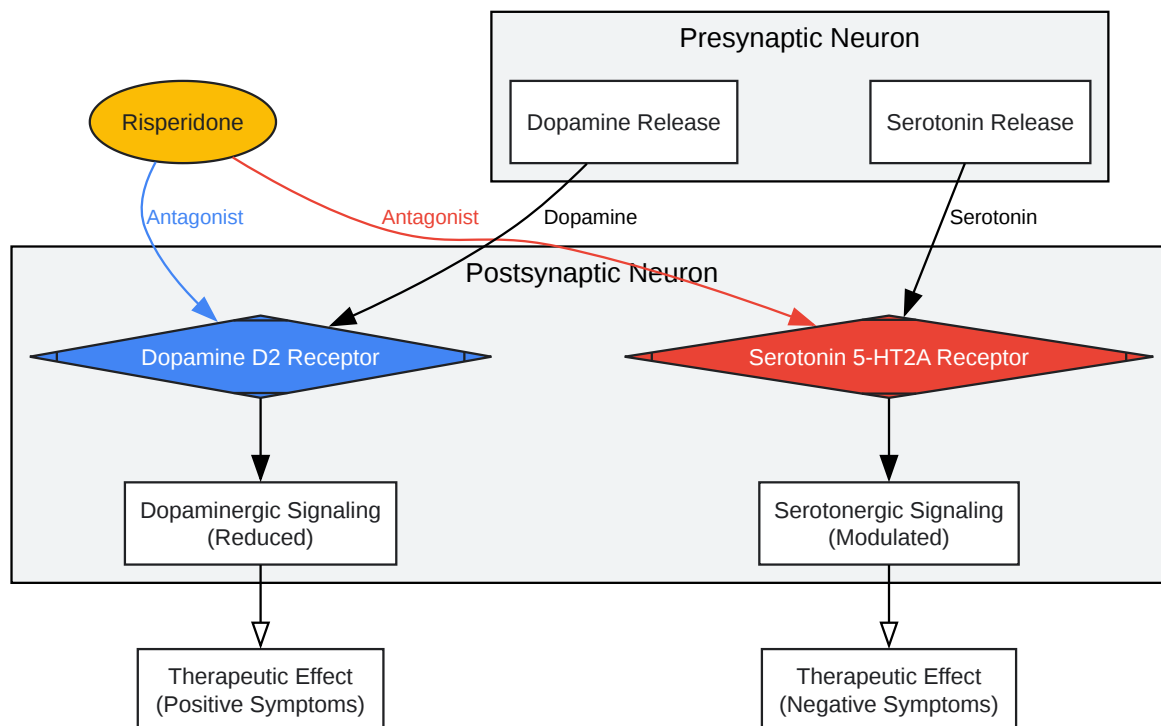 Presynaptic Neuron
Risperidone
Dopamine Release
Serotonin Release
Antagonist
Antagonist
Dopamine
Serotonin
Postsynaptic Neuron
Dopamine D2 Receptor
Serotonin 5-HT2A Receptor
Dopaminergic Signaling
(Reduced)
Serotonergic Signaling
(Modulated)
Therapeutic Effect
(Positive Symptoms)
Therapeutic Effect
(Negative Symptoms)